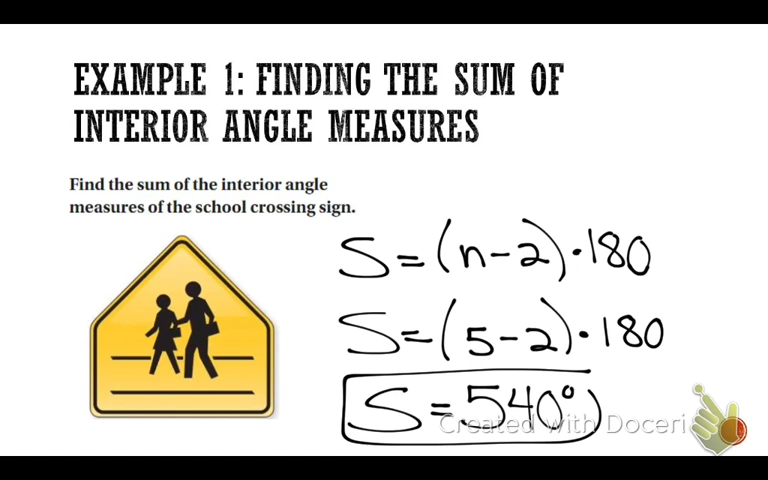 EXAMPLE 1: FINDING THE SUM OF
INTERIOR ANGLE MEASURES
Find the sum of the interior angle
measures of the school crossing sign.
S=(n-2)·180
S=(5-2)·180
S=540°
Created with Doceri